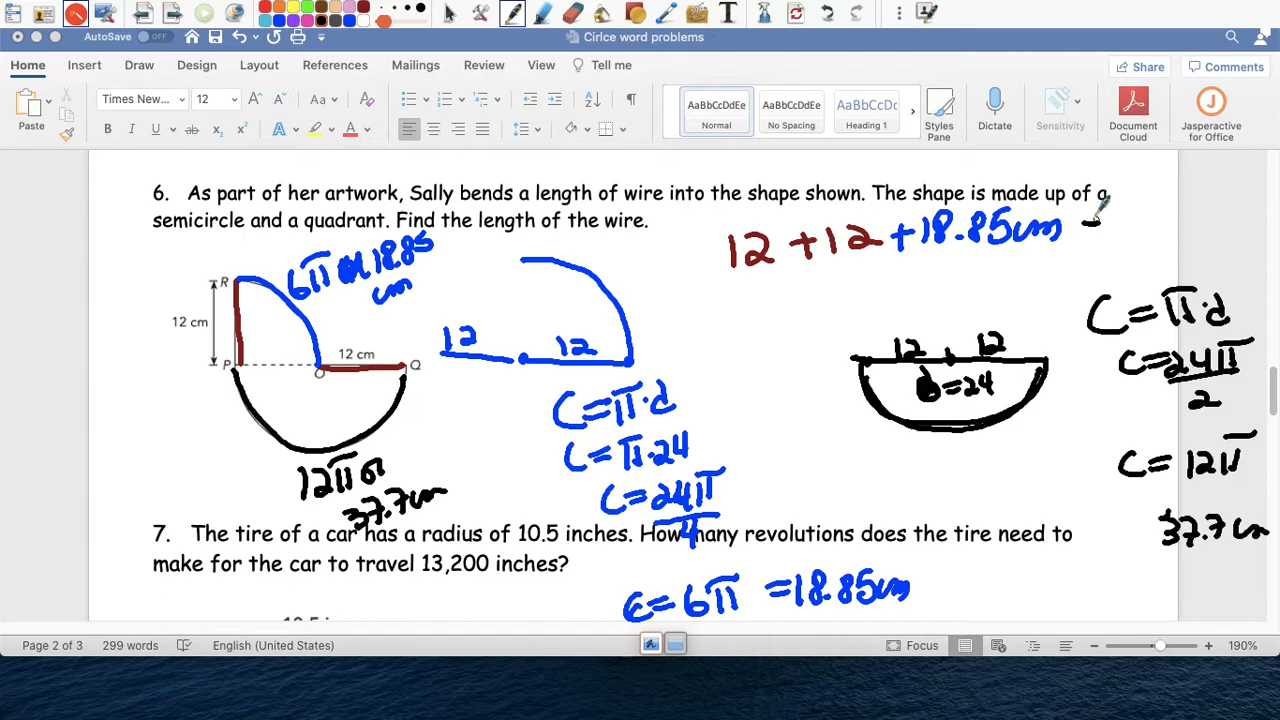 AutoSave OFF
Cirlce word problems
Home Insert Draw Design Layout References Mailings Review View Tell me
Share Comments
Paste
Times New... 12
AaBbCcDdEe AaBbCcDdEe AaBbCcDc
Normal No Spacing Heading 1
Styles Pane
Dictate
Sensitivity
Document Cloud
Jasperactive for Office
6. As part of her artwork, Sally bends a length of wire into the shape shown. The shape is made up of a
semicircle and a quadrant. Find the length of the wire.
12 + 12 + 18.85cm
6π or 18.85
cm
R
12 cm
P
O
12 cm
Q
12π or
37.7cm
12 12
C = π·d
C = π·24
C = 24π
4
C = 6π = 18.85cm
12 12
D = 24
C = π·d
C = 24π
2
C = 12π
37.7cm
7. The tire of a car has a radius of 10.5 inches. How many revolutions does the tire need to
make for the car to travel 13,200 inches?
Page 2 of 3 299 words English (United States) Focus 190%